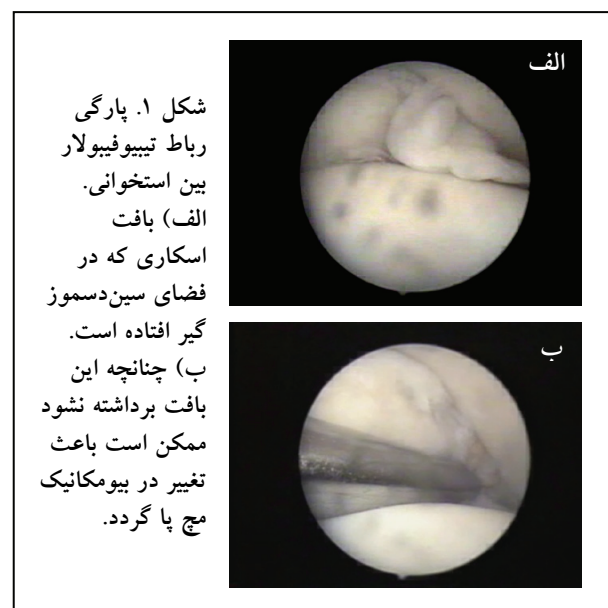 شکل ۱. پارگی
رباط تیبیوفیبولار
بین استخوانی.
الف) بافت
اسکاری که در
فضای سین‌دسموز
گیر افتاده است.
ب) چنانچه این
بافت برداشته نشود
ممکن است باعث
تغییر در بیومکانیک
مچ پا گردد.
الف
ب